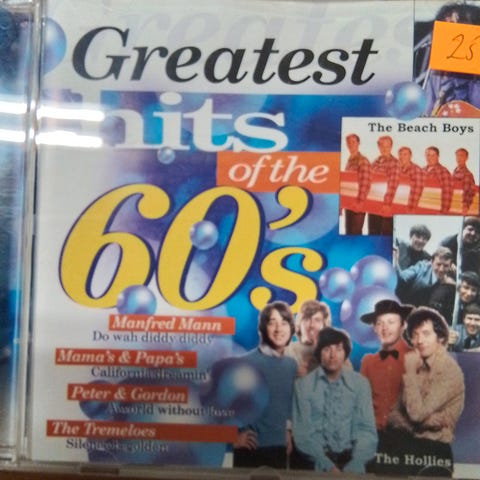 Greatest
hits
of the
60's
25
The Beach Boys
Manfred Mann
Do wah diddy diddy
Mama's & Papa's
California dreamin'
Peter & Gordon
A world without love
The Tremeloes
Silence is golden
The Hollies